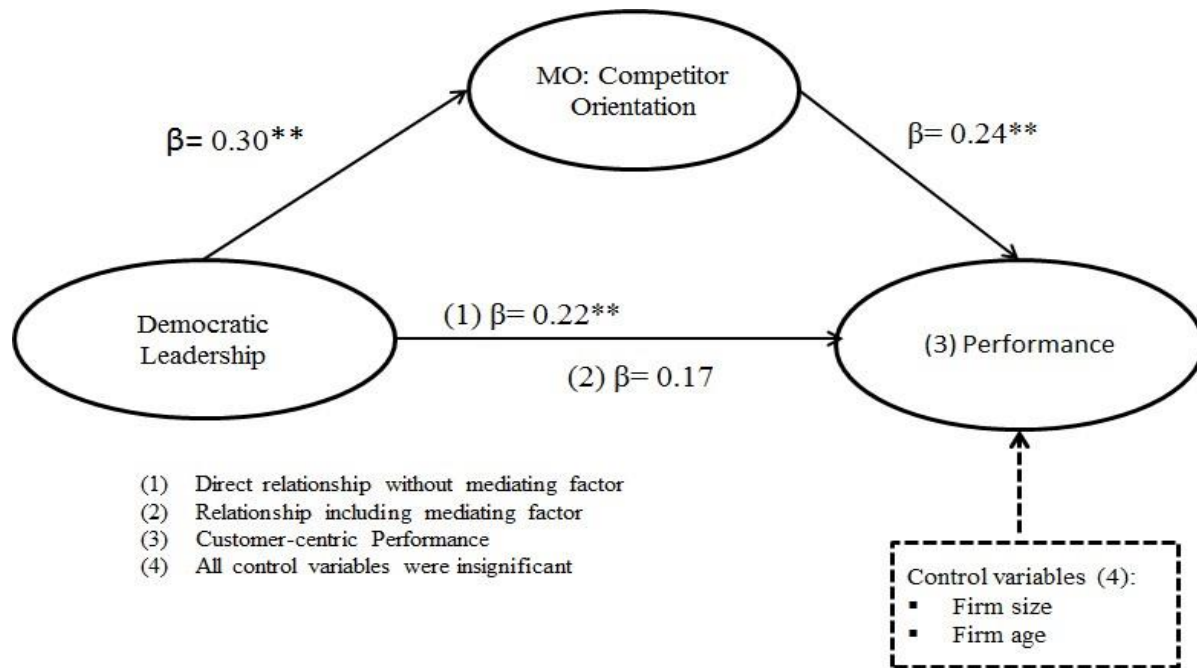 MO: Competitor
Orientation
β= 0.30**
β= 0.24**
Democratic
Leadership
(1) β= 0.22**
(2) β= 0.17
(3) Performance
(1) Direct relationship without mediating factor
(2) Relationship including mediating factor
(3) Customer-centric Performance
(4) All control variables were insignificant
Control variables (4):
▪ Firm size
▪ Firm age